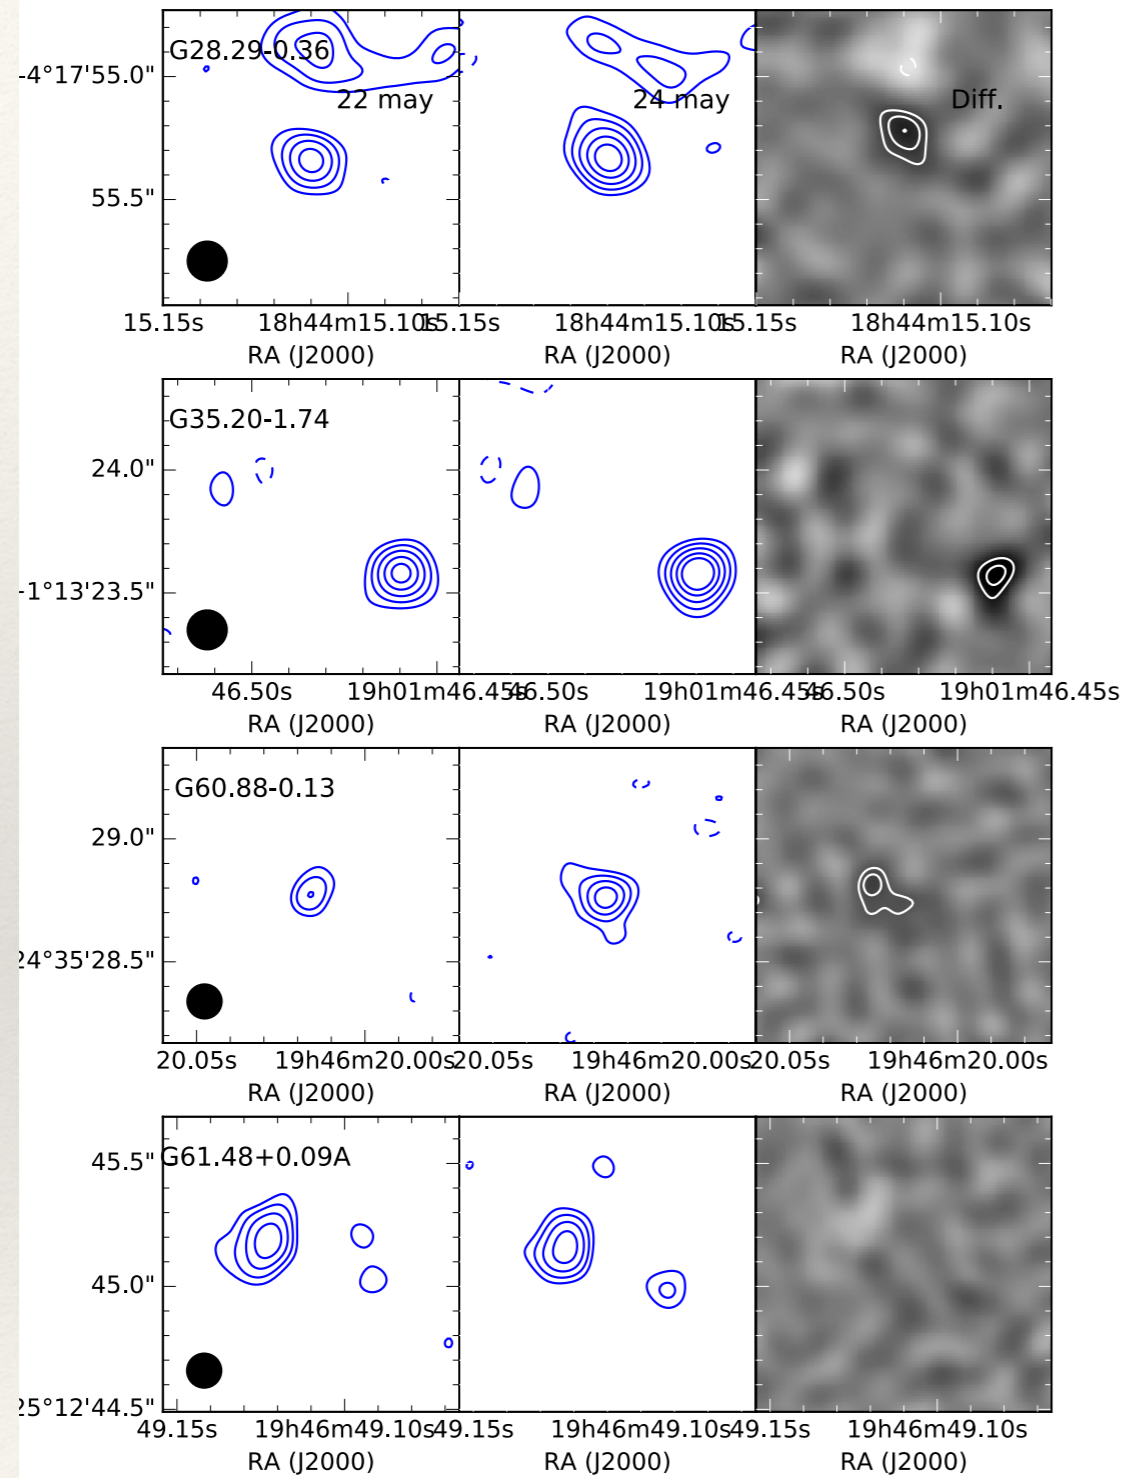 G28.29-0.36
-4°17'55.0"
22 may 24 may Diff.
55.5"
15.15s 18h44m15.10s 15.15s 18h44m15.10s 15.15s 18h44m15.10s
RA (J2000) RA (J2000) RA (J2000)
G35.20-1.74
24.0"
-1°13'23.5"
46.50s 19h01m46.45s 46.50s 19h01m46.45s 46.50s 19h01m46.45s
RA (J2000) RA (J2000) RA (J2000)
G60.88-0.13
29.0"
24°35'28.5"
20.05s 19h46m20.00s 20.05s 19h46m20.00s 20.05s 19h46m20.00s
RA (J2000) RA (J2000) RA (J2000)
G61.48+0.09A
45.5"
45.0"
25°12'44.5"
49.15s 19h46m49.10s 49.15s 19h46m49.10s 49.15s 19h46m49.10s
RA (J2000) RA (J2000) RA (J2000)